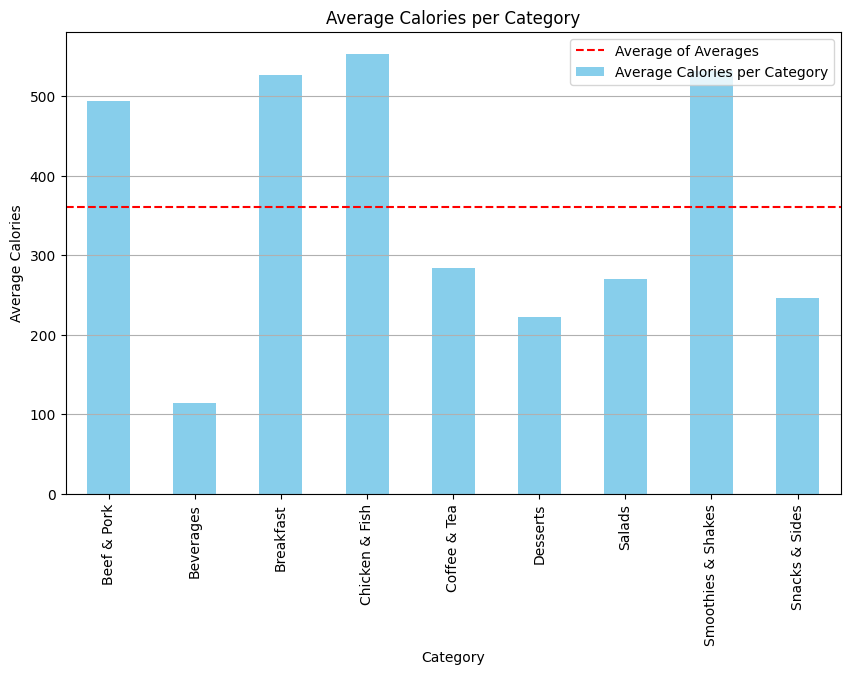 Average Calories per Category
Average of Averages
Average Calories per Category
Average Calories
500
400
300
200
100
0
Beef & Pork
Beverages
Breakfast
Chicken & Fish
Coffee & Tea
Desserts
Salads
Smoothies & Shakes
Snacks & Sides
Category